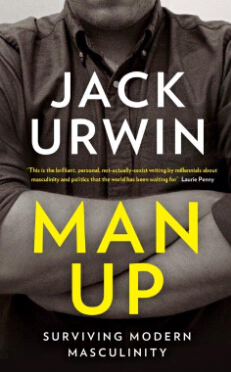 JACK
URWIN
'This is the brilliant, personal, not-actually-sexist writing by millennials about
masculinity and politics that the world has been waiting for' Laurie Penny
MAN
UP
SURVIVING MODERN
MASCULINITY